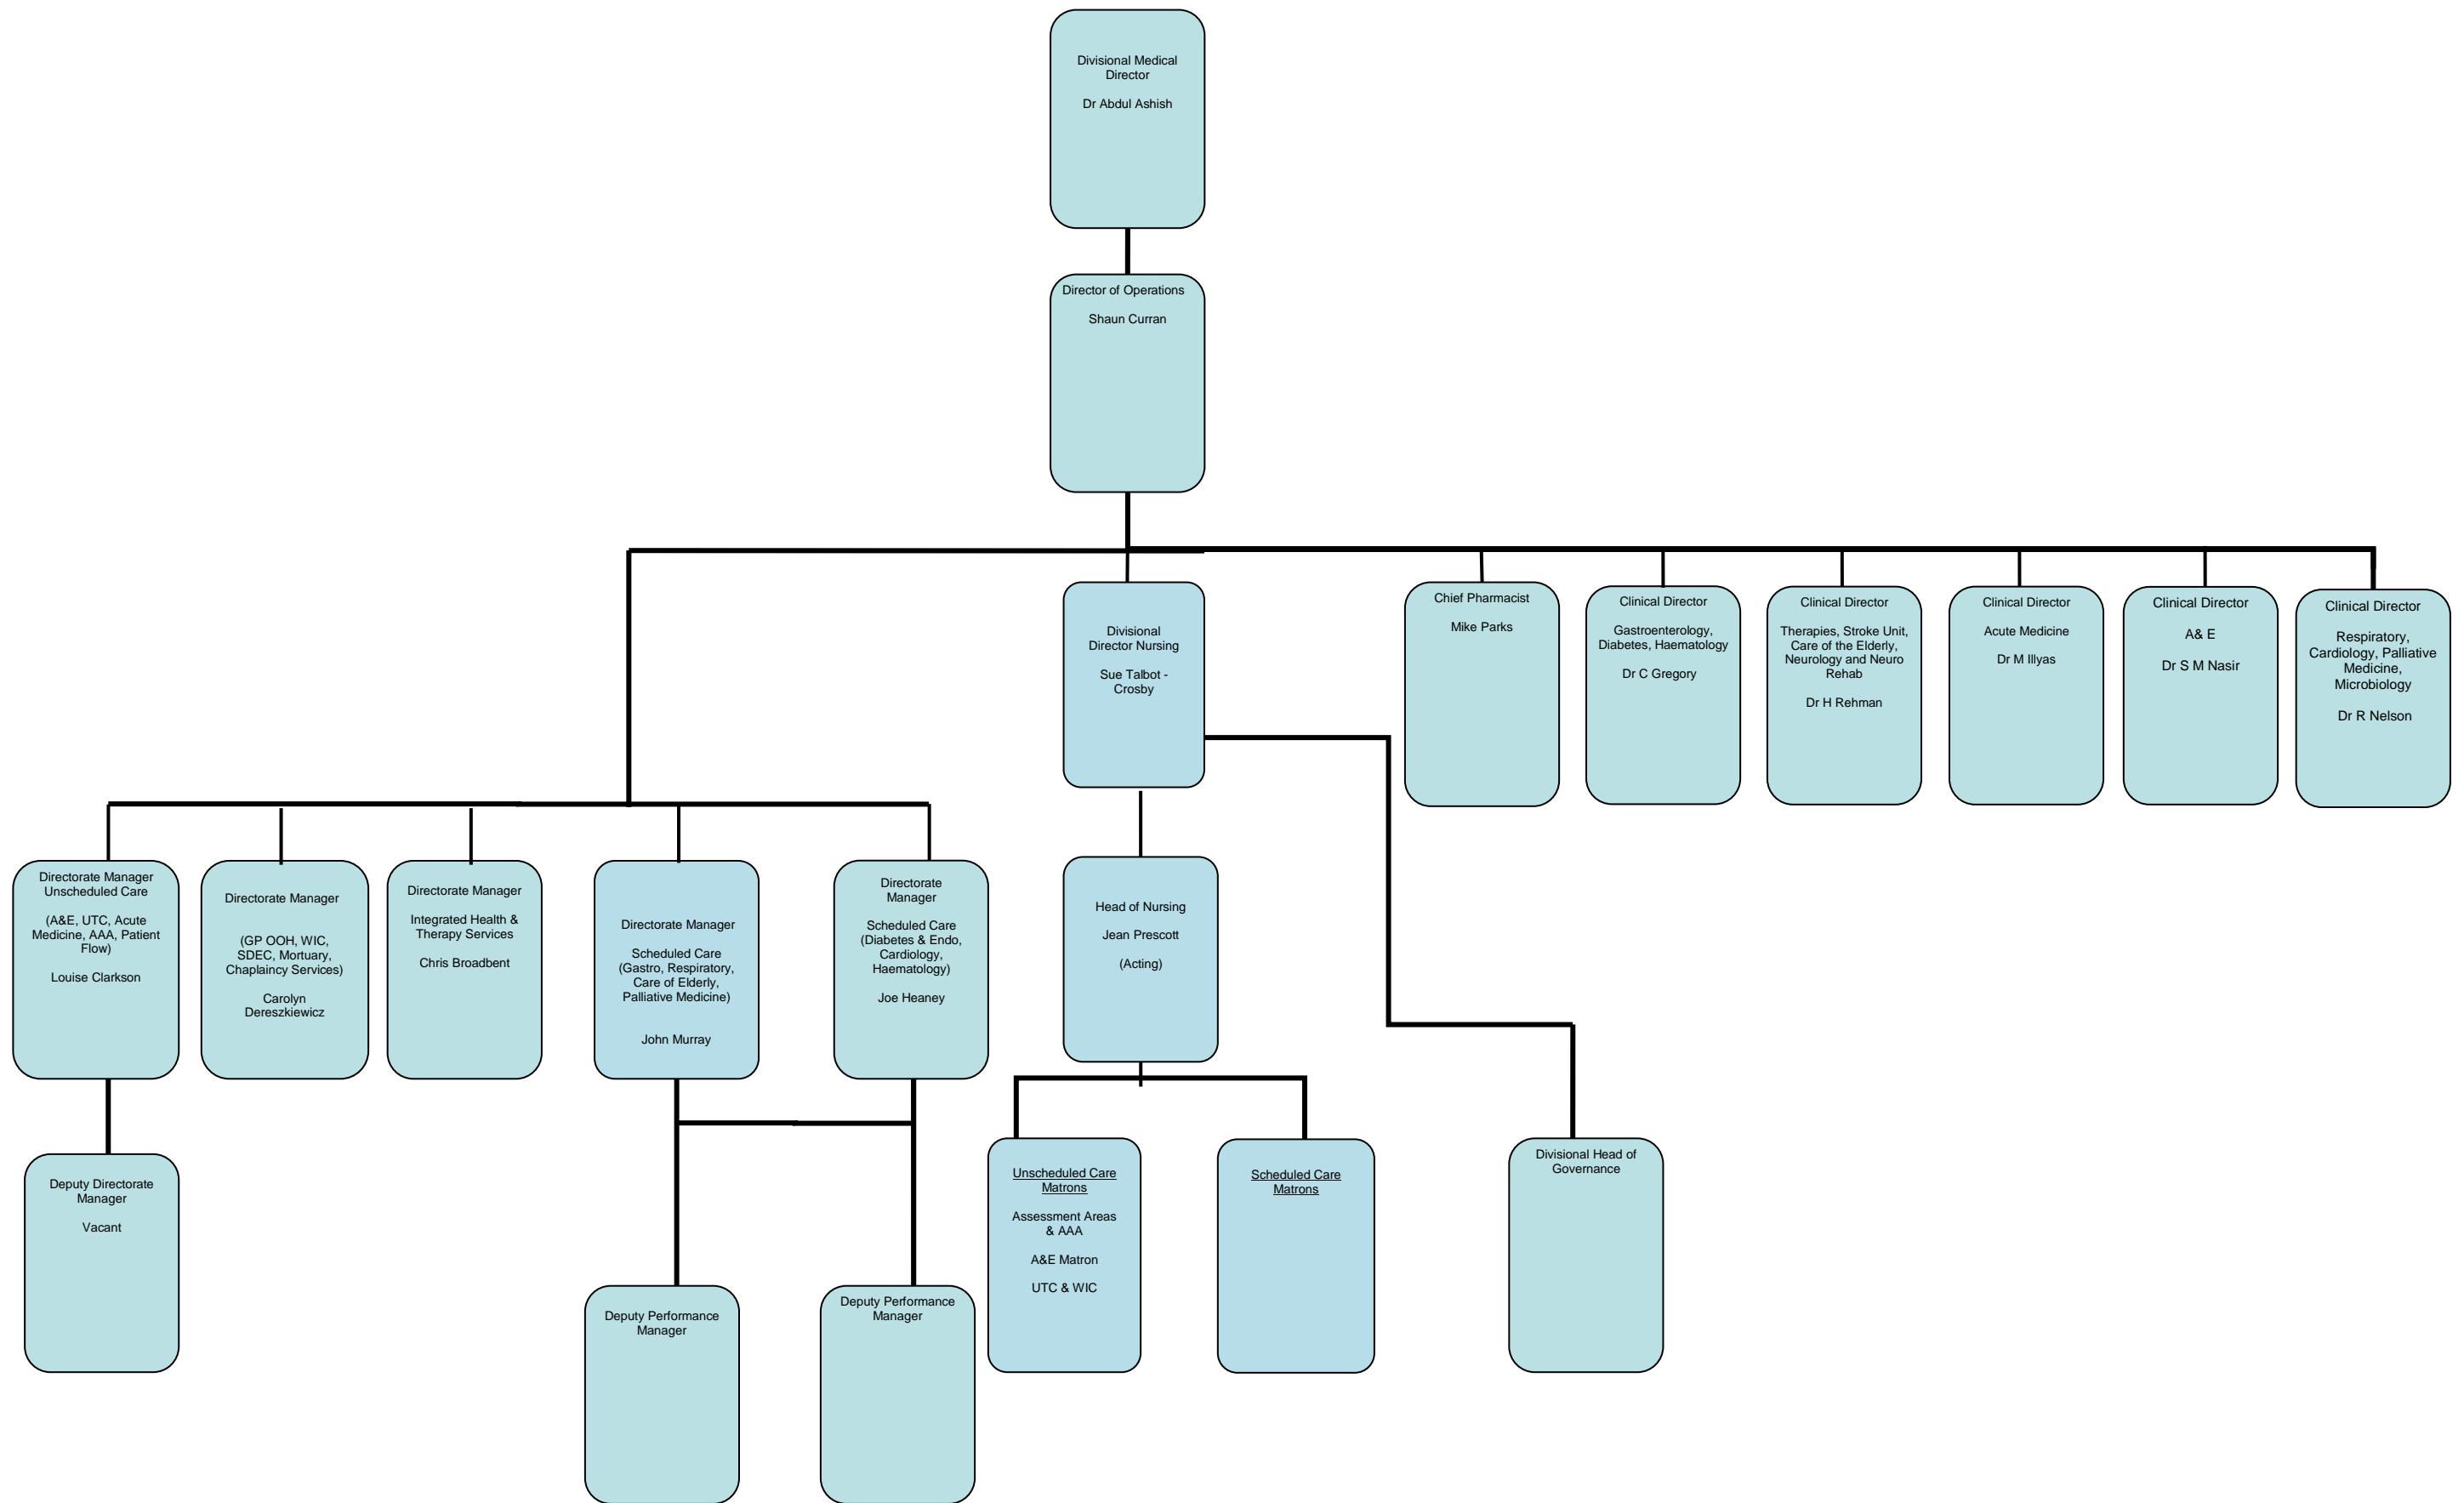 Divisional Medical
Director
Dr Abdul Ashish
Director of Operations
Shaun Curran
Divisional
Director Nursing
Sue Talbot -
Crosby
Chief Pharmacist
Mike Parks
Clinical Director
Gastroenterology,
Diabetes, Haematology
Dr C Gregory
Clinical Director
Therapies, Stroke Unit,
Care of the Elderly,
Neurology and Neuro
Rehab
Dr H Rehman
Clinical Director
Acute Medicine
Dr M Illyas
Clinical Director
A& E
Dr S M Nasir
Clinical Director
Respiratory,
Cardiology, Palliative
Medicine,
Microbiology
Dr R Nelson
Directorate Manager
Unscheduled Care
(A&E, UTC, Acute
Medicine, AAA, Patient
Flow)
Louise Clarkson
Directorate Manager
(GP OOH, WIC,
SDEC, Mortuary,
Chaplaincy Services)
Carolyn
Dereszkiewicz
Directorate Manager
Integrated Health &
Therapy Services
Chris Broadbent
Directorate Manager
Scheduled Care
(Gastro, Respiratory,
Care of Elderly,
Palliative Medicine)
John Murray
Directorate
Manager
Scheduled Care
(Diabetes & Endo,
Cardiology,
Haematology)
Joe Heaney
Head of Nursing
Jean Prescott
(Acting)
Deputy Directorate
Manager
Vacant
Deputy Performance
Manager
Deputy Performance
Manager
Unscheduled Care
Matrons
Assessment Areas
& AAA
A&E Matron
UTC & WIC
Scheduled Care
Matrons
Divisional Head of
Governance